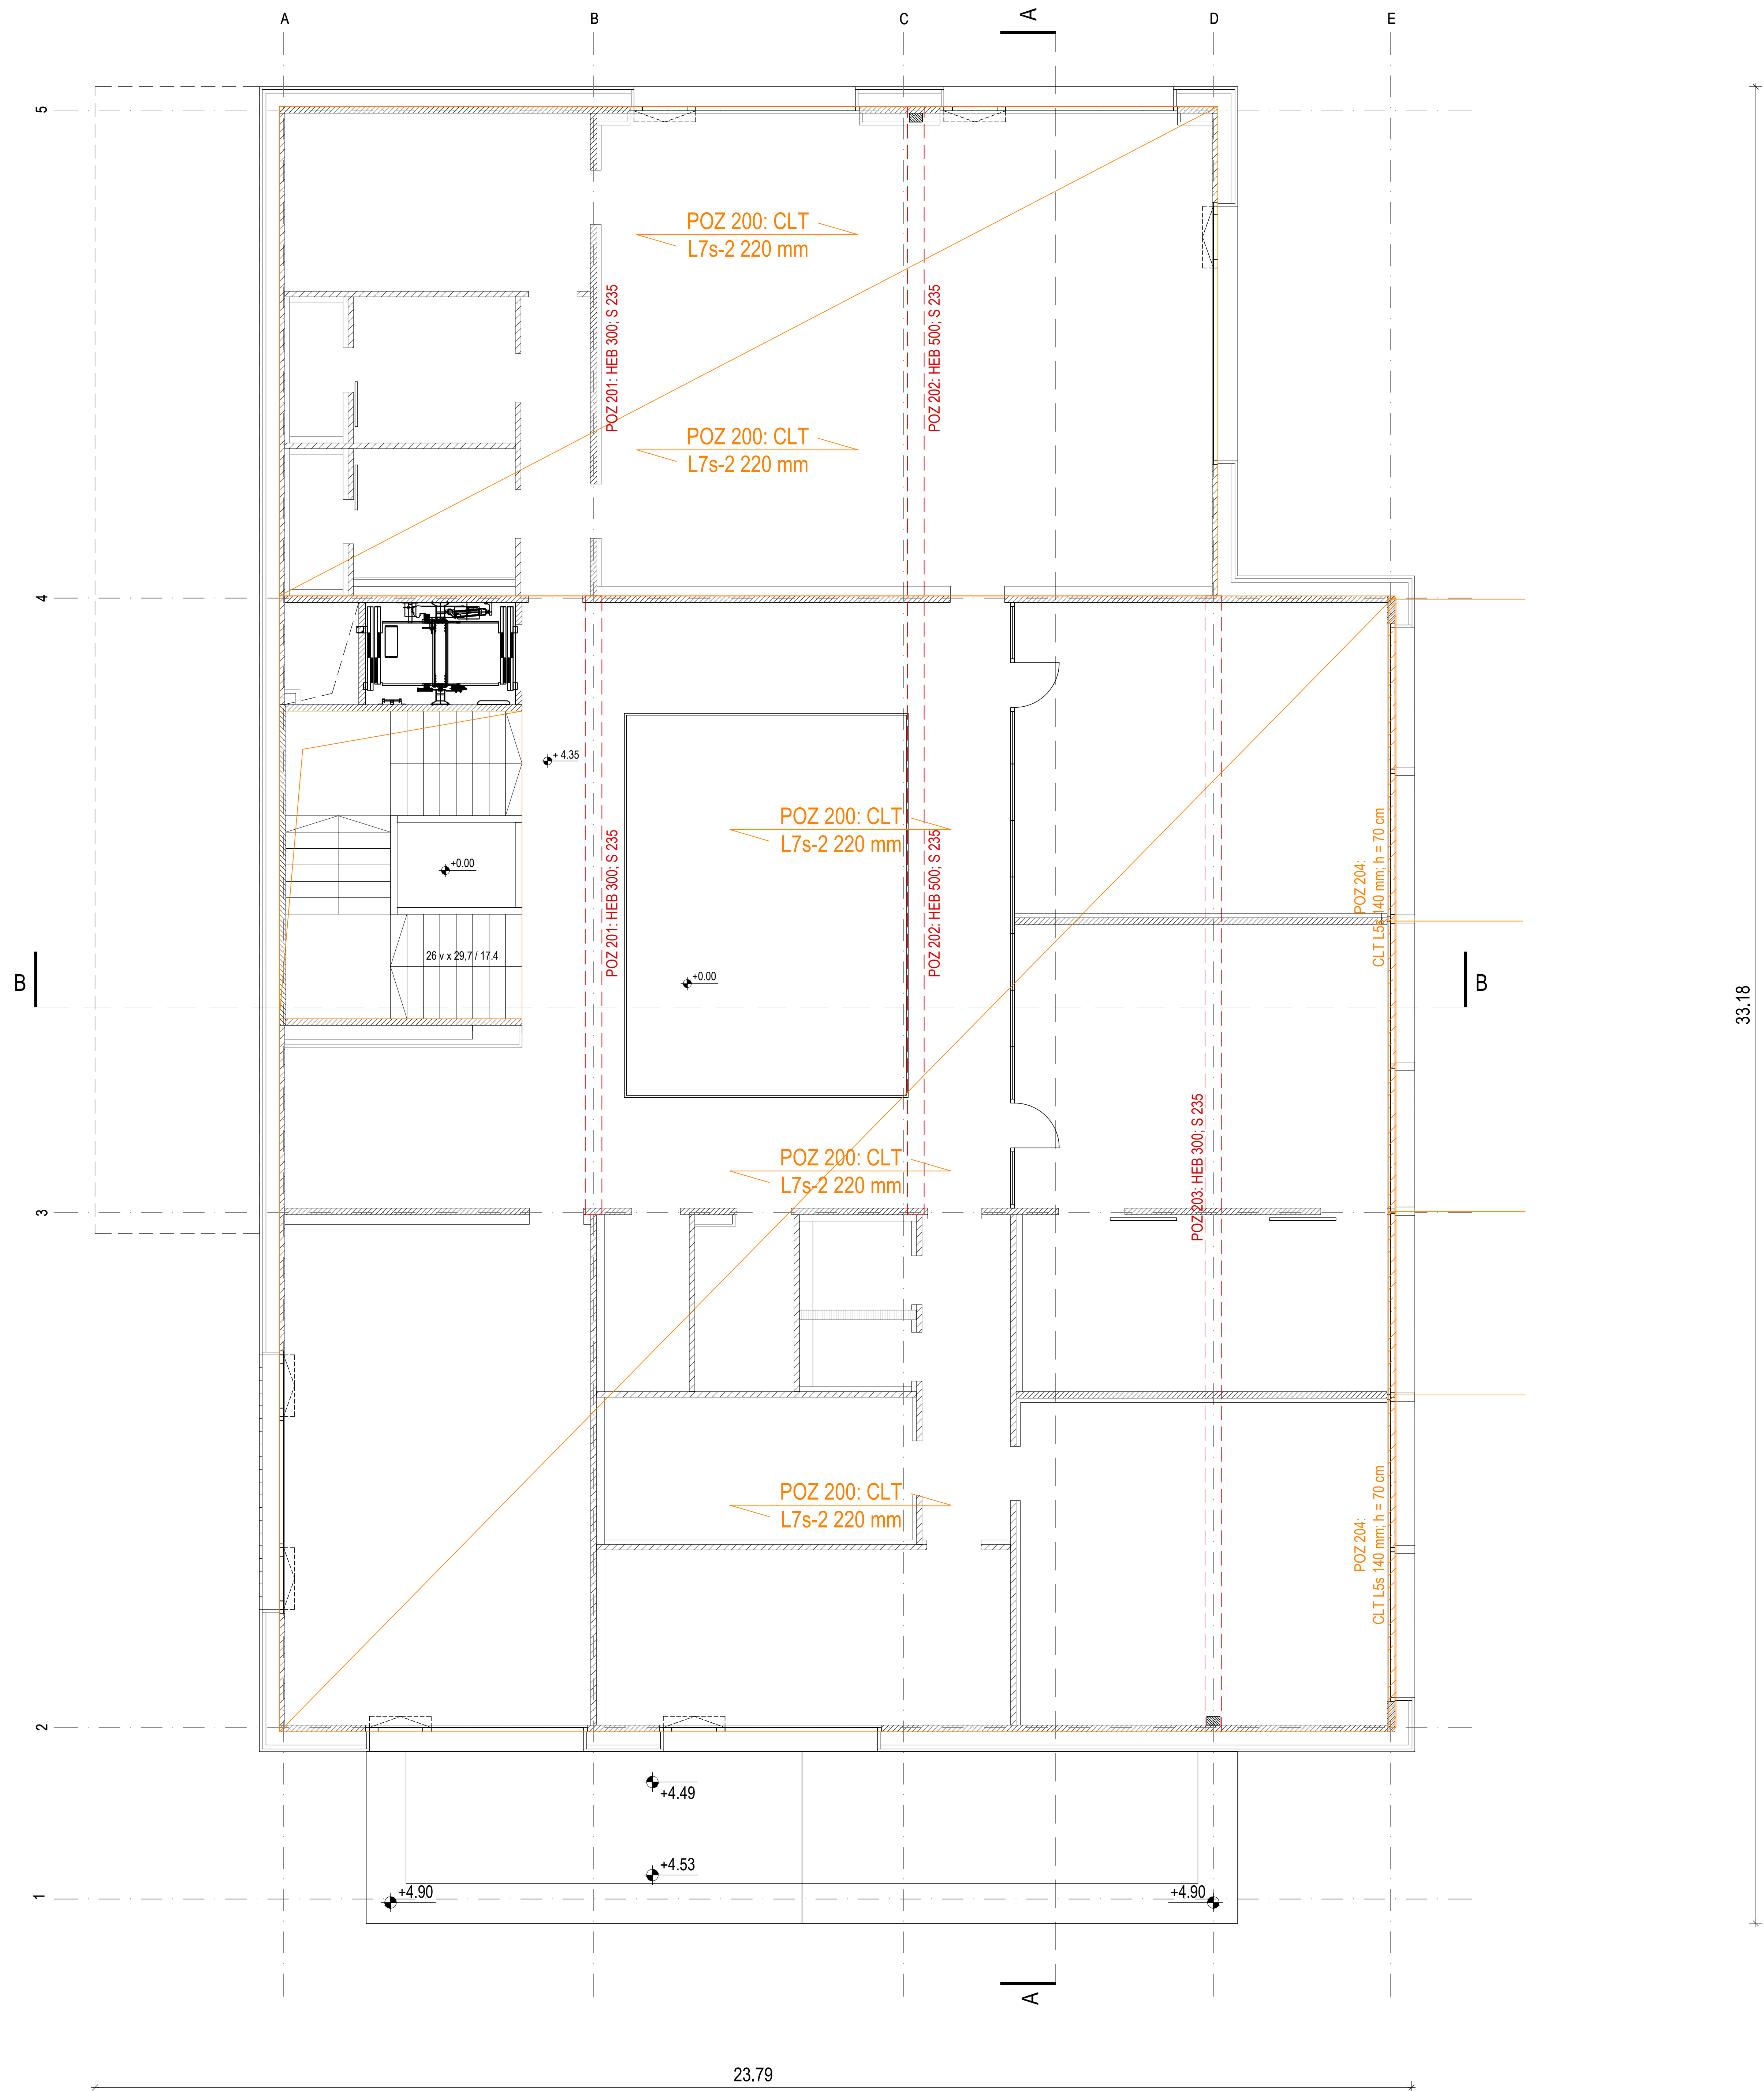 A B C A D E
5
POZ 200: CLT
L7s-2 220 mm
POZ 201: HEB 300; S 235
POZ 202: HEB 500; S 235
POZ 200: CLT
L7s-2 220 mm
4
+ 4.35
POZ 200: CLT
L7s-2 220 mm
POZ 201: HEB 300; S 235
POZ 202: HEB 500; S 235
POZ 204:
CLT L5s 140 mm; h = 70 cm
+0.00
26 v x 29,7 / 17.4
+0.00
B
B
33.18
POZ 200: CLT
L7s-2 220 mm
POZ 203: HEB 300; S 235
3
POZ 200: CLT
L7s-2 220 mm
POZ 204:
CLT L5s 140 mm; h = 70 cm
2
+4.49
+4.53
1
+4.90
+4.90
A
23.79